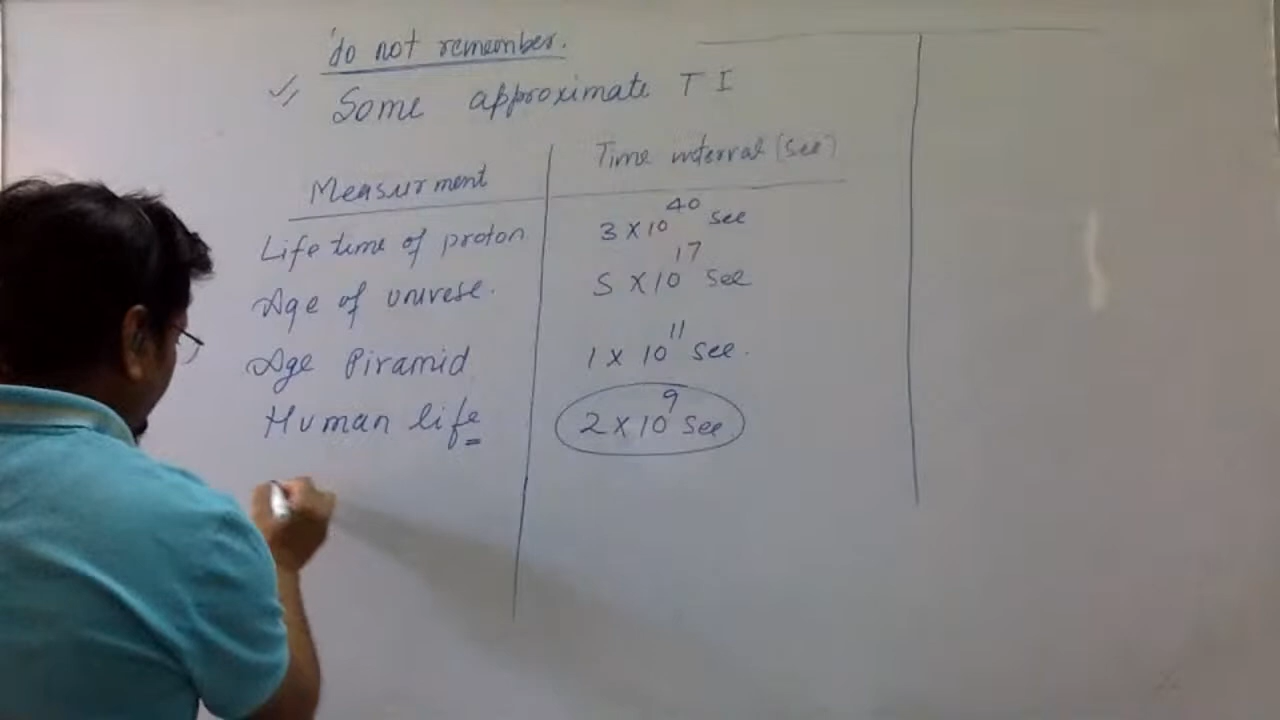 do not remember.
Some approximate T I
Measurment Time interval (sec)
Life time of proton 3 X 10^40 sec
Age of univese. 5 X 10^17 sec
Age Piramid 1 x 10^11 sec.
Human life 2 X 10^9 sec